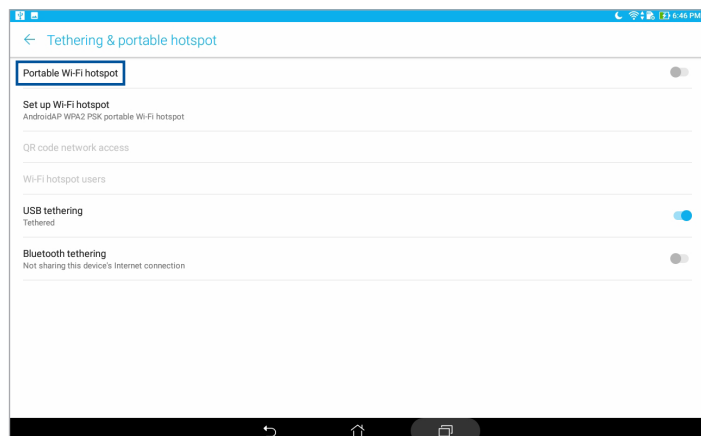 6:46 PM
Tethering & portable hotspot
Portable Wi-Fi hotspot
Set up Wi-Fi hotspot
AndroidAP WPA2 PSK portable Wi-Fi hotspot
QR code network access
Wi-Fi hotspot users
USB tethering
Tethered
Bluetooth tethering
Not sharing this device's Internet connection